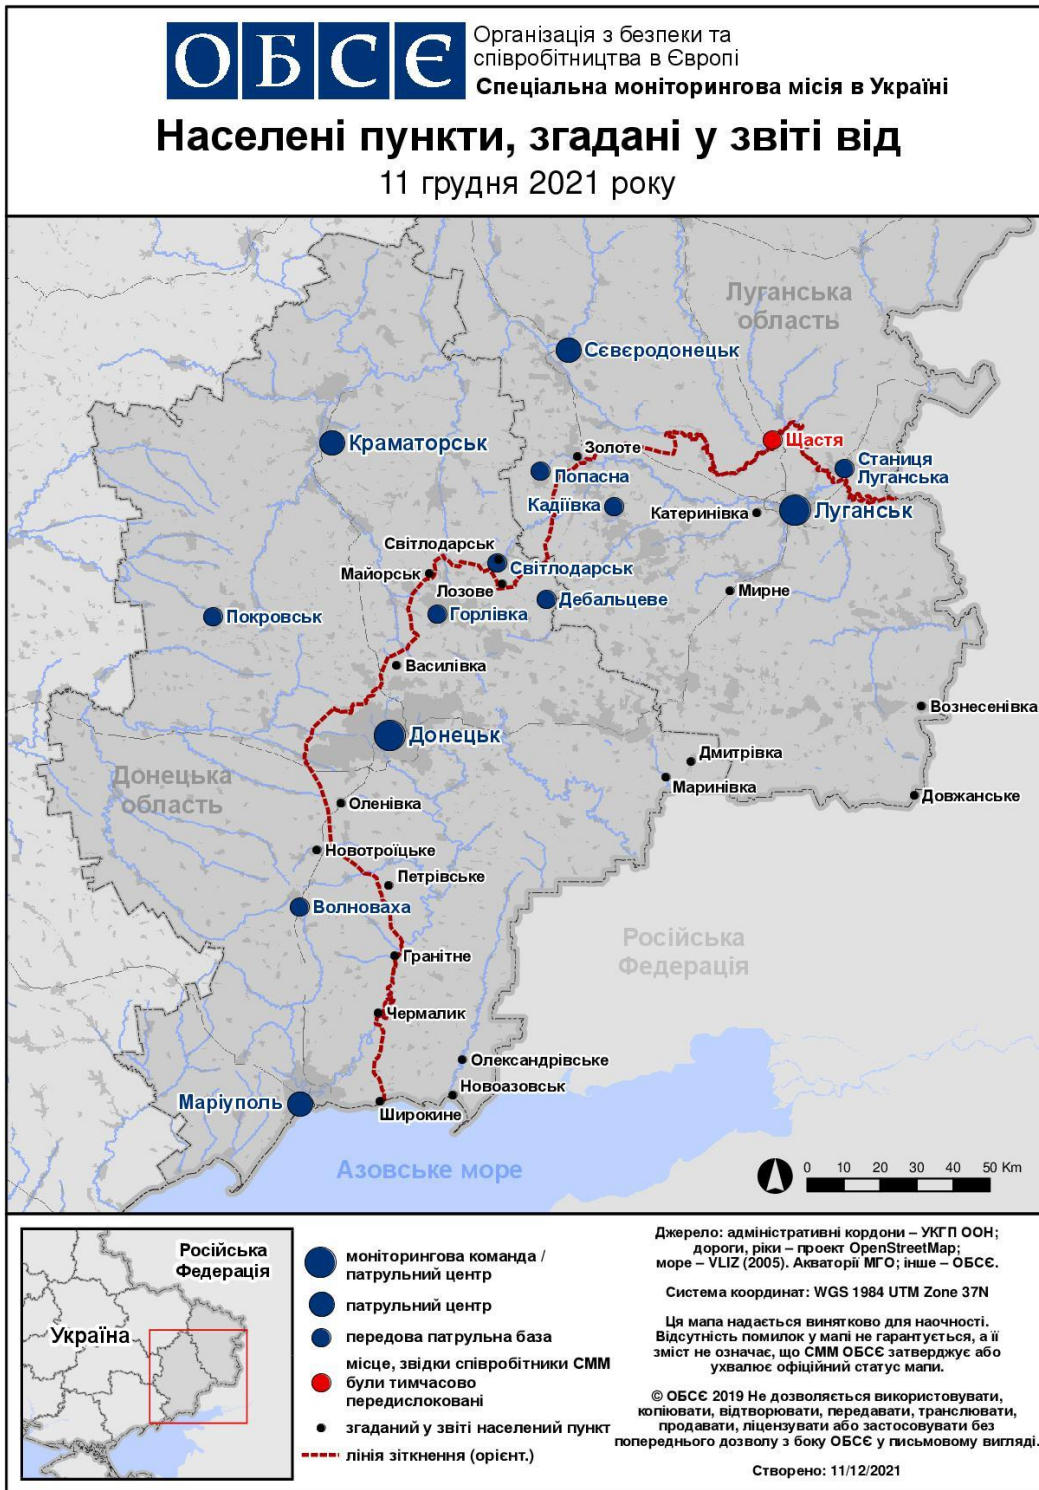 ОБСЄ
Організація з безпеки та
співробітництва в Європі
Спеціальна моніторингова місія в Україні
Населені пункти, згадані у звіті від
11 грудня 2021 року
Луганська
область
Сєвєродонецьк
Краматорськ
Золоте
Щастя
Станиця
Луганська
Попасна
Кадіївка
Катеринівка
Луганськ
Світлодарськ
Світлодарськ
Майорськ
Лозове
Мирне
Дебальцеве
Горлівка
Покровськ
Василівка
Вознесенівка
Донецьк
Дмитрівка
Донецька
область
Маринівка
Довжанське
Оленівка
Новотроїцьке
Петрівське
Волноваха
Російська
Федерація
Гранітне
Чермалик
Олександрівське
Новоазовськ
Маріуполь
Широкине
Азовське море
0 10 20 30 40 50 Km
Російська
Федерація
Україна
моніторингова команда /
патрульний центр
патрульний центр
передова патрульна база
місце, звідки співробітники СММ
були тимчасово
передислоковані
згаданий у звіті населений пункт
лінія зіткнення (орієнт.)
Джерело: адміністративні кордони – УКГП ООН;
дороги, ріки – проект OpenStreetMap;
море – VLIZ (2005). Акваторії МГО; інше – ОБСЄ.
Система координат: WGS 1984 UTM Zone 37N
Ця мапа надається винятково для наочності.
Відсутність помилок у мапі не гарантується, а її
зміст не означає, що СММ ОБСЄ затверджує або
ухвалює офіційний статус мапи.
© ОБСЄ 2019 Не дозволяється використовувати,
копіювати, відтворювати, передавати, транслювати,
продавати, ліцензувати або застосовувати без
попереднього дозволу з боку ОБСЄ у письмовому вигляді.
Створено: 11/12/2021